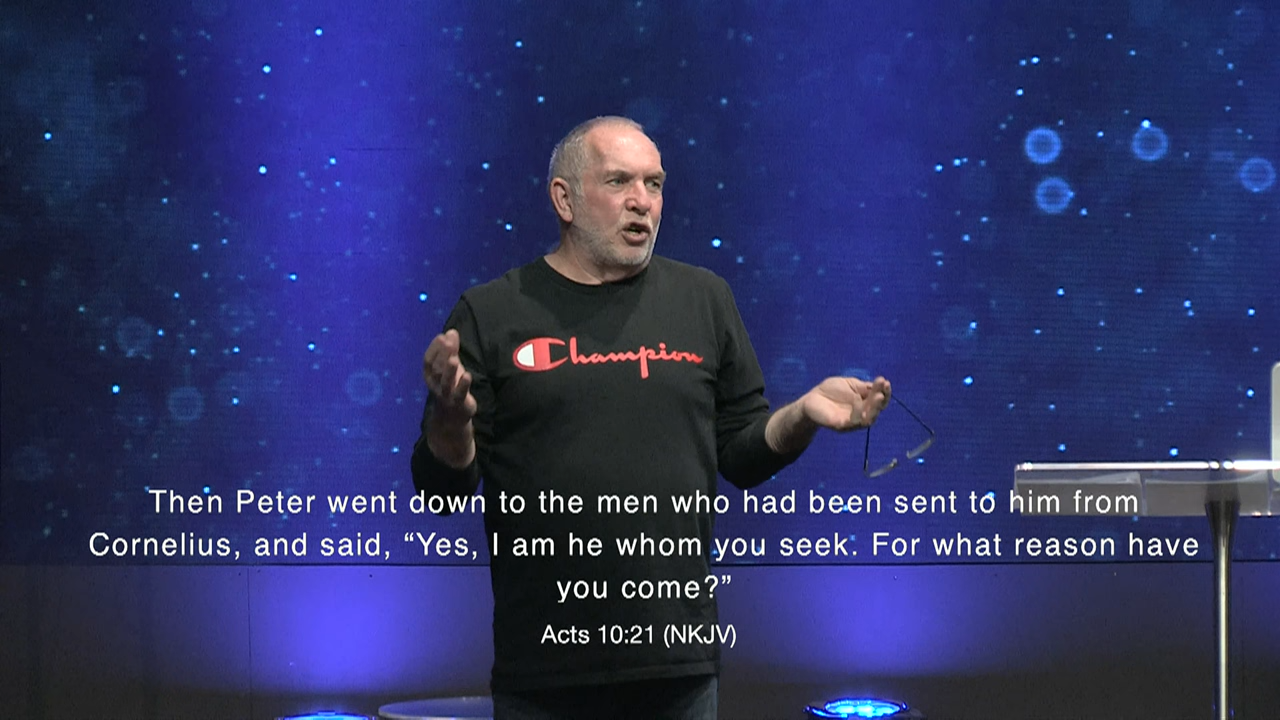 Champion
Then Peter went down to the men who had been sent to him from
Cornelius, and said, “Yes, I am he whom you seek. For what reason have
you come?”
Acts 10:21 (NKJV)